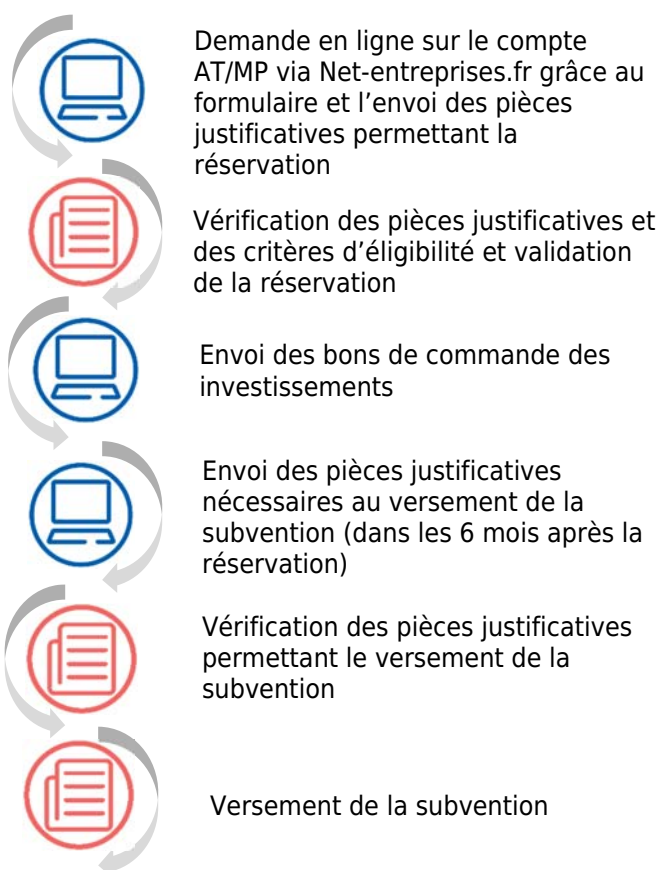 Demande en ligne sur le compte
AT/MP via Net-entreprises.fr grâce au
formulaire et l’envoi des pièces
justificatives permettant la
réservation
Vérification des pièces justificatives et
des critères d’éligibilité et validation
de la réservation
Envoi des bons de commande des
investissements
Envoi des pièces justificatives
nécessaires au versement de la
subvention (dans les 6 mois après la
réservation)
Vérification des pièces justificatives
permettant le versement de la
subvention
Versement de la subvention